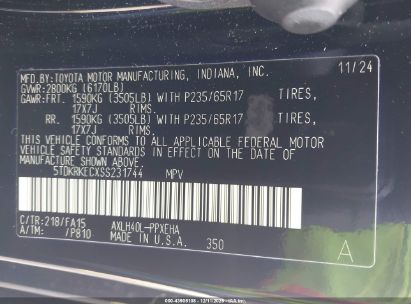 MFD. BY: TOYOTA MOTOR MANUFACTURING, INDIANA, INC. 11/24
GVWR: 2800KG (6170LB)
GAWR: FRT. 1590KG (3505LB) WITH P235/65R17 TIRES,
17X7J RIMS,
RR. 1590KG (3505LB) WITH P235/65R17 TIRES,
17X7J RIMS.
THIS VEHICLE CONFORMS TO ALL APPLICABLE FEDERAL MOTOR
VEHICLE SAFETY STANDARDS IN EFFECT ON THE DATE OF
MANUFACTURE SHOWN ABOVE.
5TDKRKECXSS231744 MPV
C/TR: 218/FA15 AXLH40L-PPXEHA
A/TM: /P810 MADE IN U.S.A. 350 A